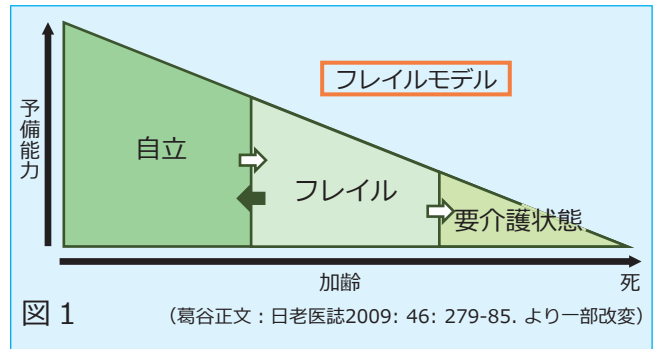 フレイルモデル
予備能力
自立
フレイル
要介護状態
加齢
死
図1
（葛谷正文：日老医誌2009: 46: 279-85. より一部改変）